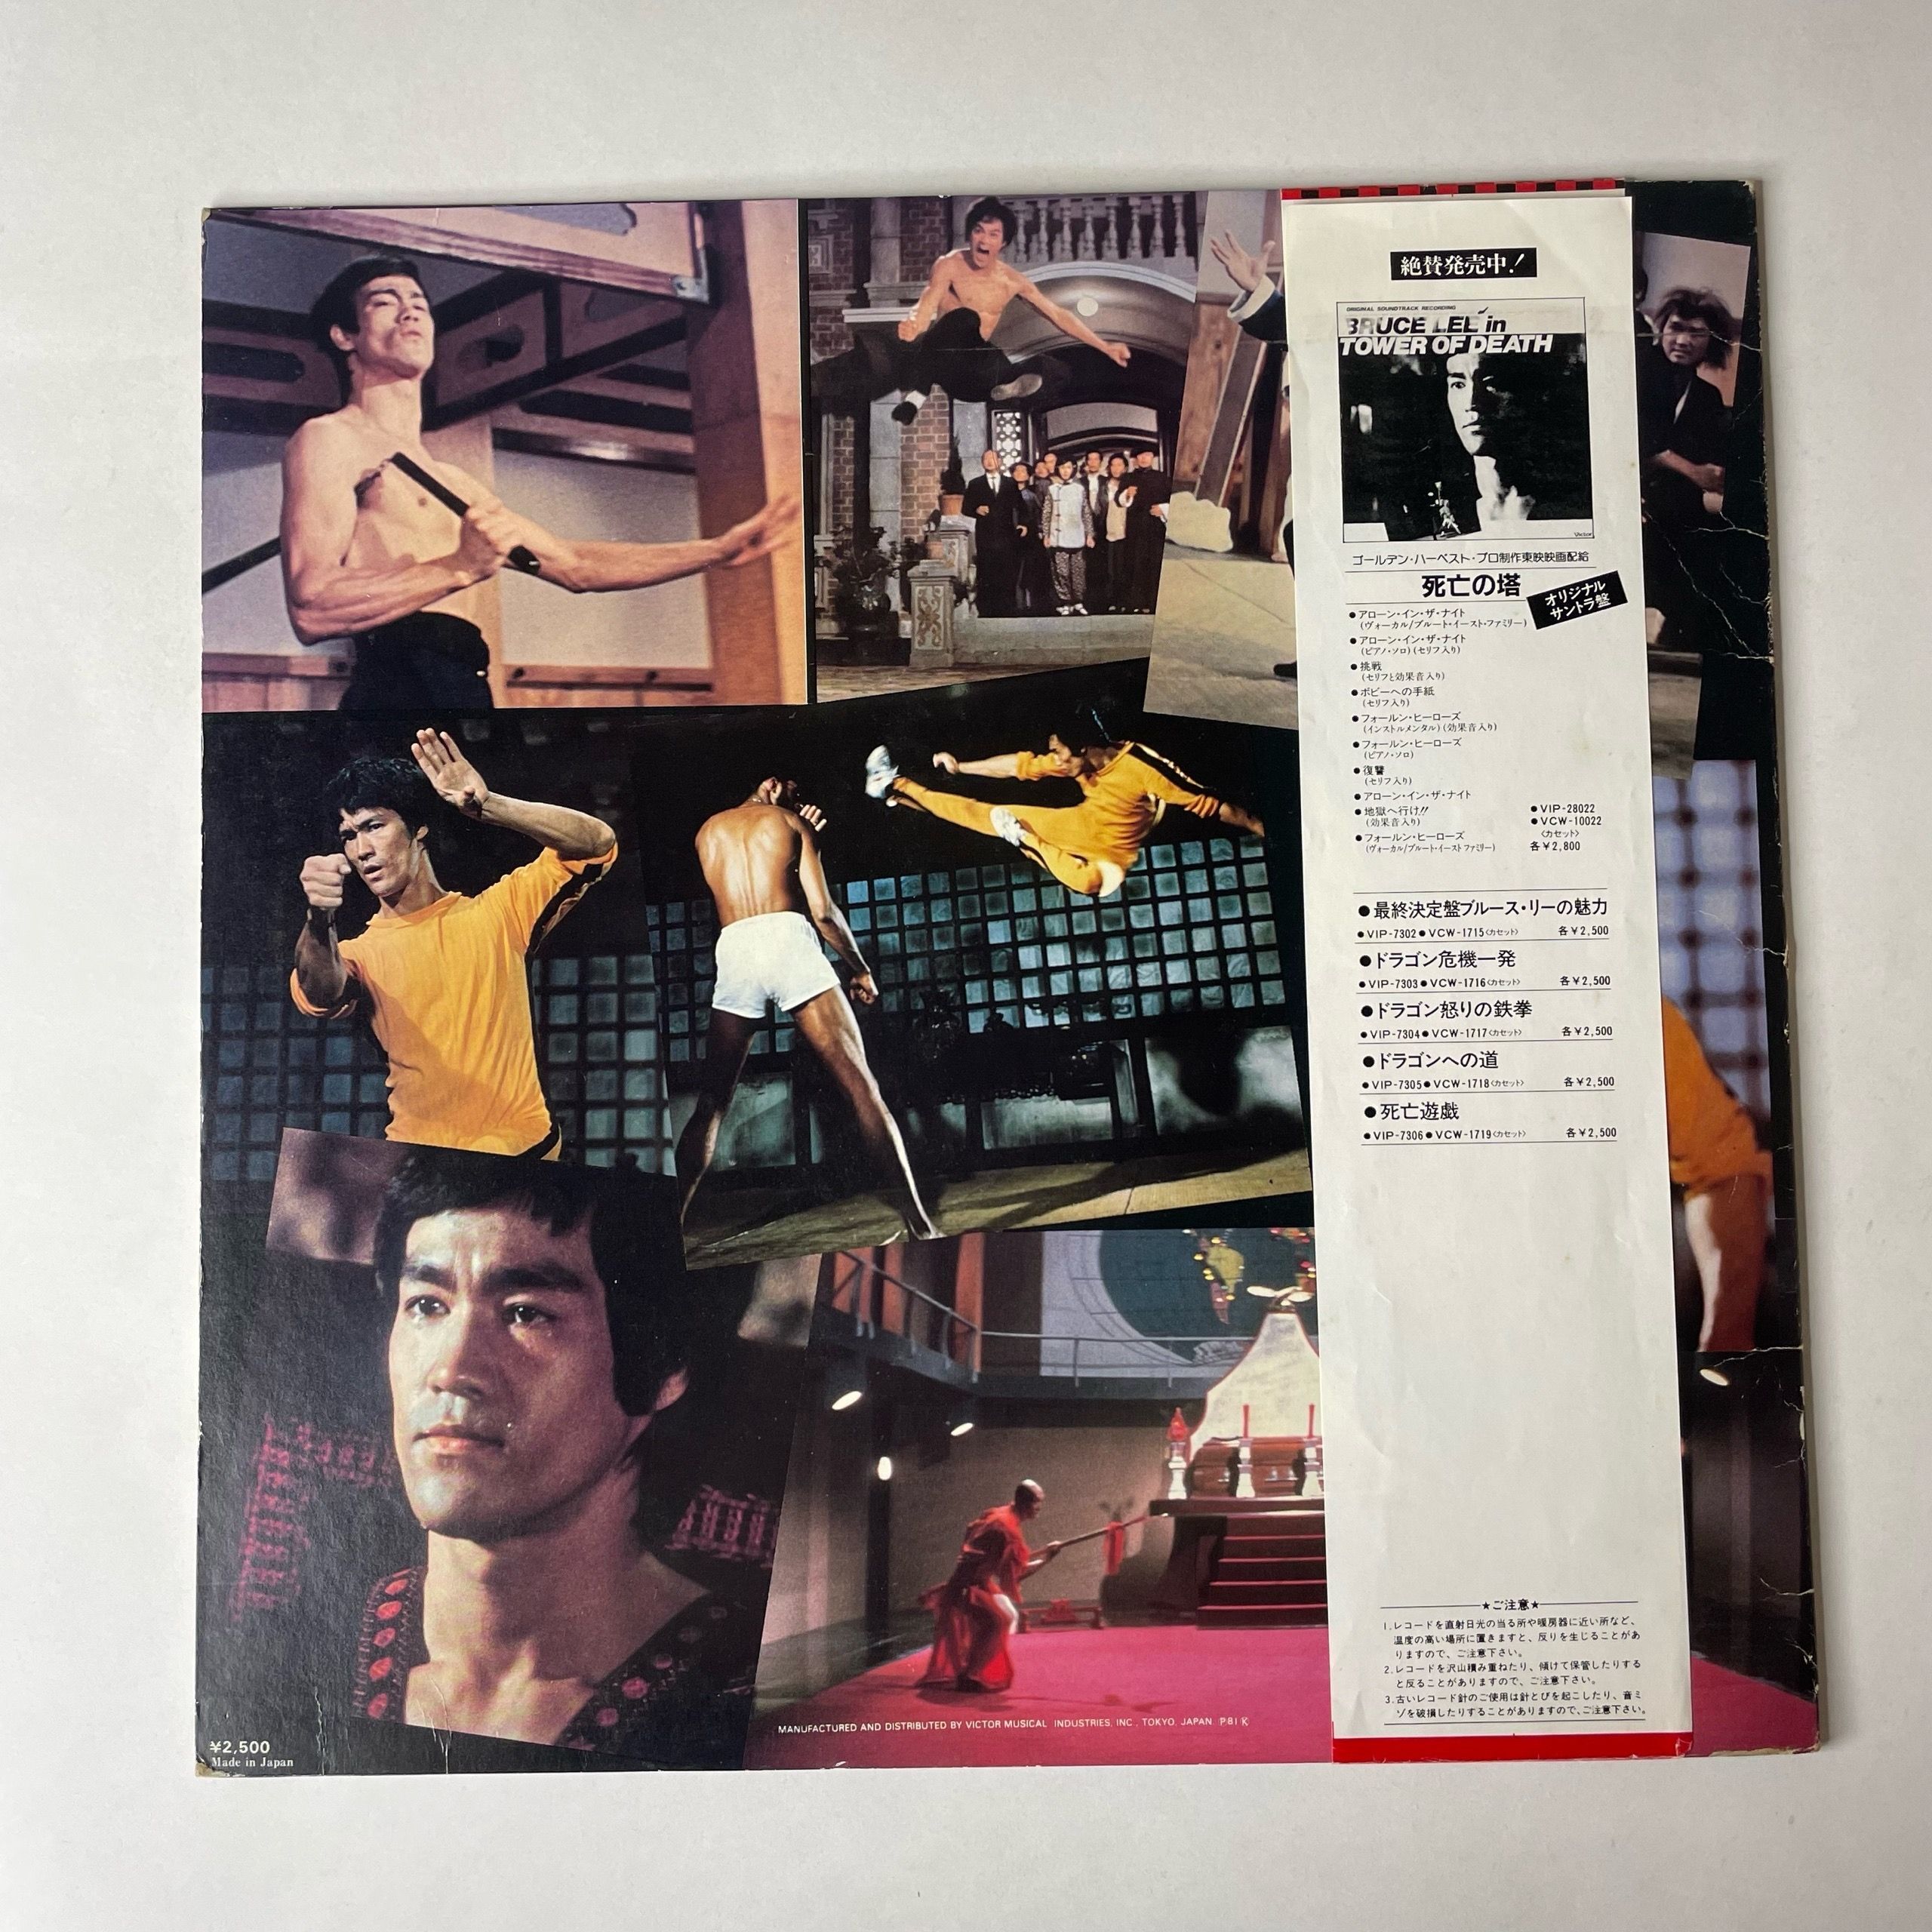 絶賛発売中！
ORIGINAL SOUNDTRACK RECORDING
BRUCE LEE in
TOWER OF DEATH
Victor
ゴールデン・ハーベスト・プロ制作東映映画配給
死亡の塔
オリジナル
サントラ盤
●アローン・イン・ザ・ナイト
(ヴォーカル/ブルート・イースト・ファミリー)
●アローン・イン・ザ・ナイト
(ピアノ・ソロ)(セリフ入り)
●挑戦
(セリフと効果音入り)
●ボビーへの手紙
(セリフ入り)
●フォールン・ヒーローズ
(インストルメンタル)(効果音入り)
●フォールン・ヒーローズ
(ピアノ・ソロ)
●復讐
(セリフ入り)
●アローン・イン・ザ・ナイト
●地獄へ行け!!
(効果音入り)
●フォールン・ヒーローズ
(ヴォーカル/ブルート・イーストファミリー)
●VIP-28022
●VCW-10022
〈カセット〉
各￥2,800
●最終決定盤ブルース・リーの魅力
●VIP-7302●VCW-1715〈カセット〉 各￥2,500
●ドラゴン危機一発
●VIP-7303●VCW-1716〈カセット〉 各￥2,500
●ドラゴン怒りの鉄拳
●VIP-7304●VCW-1717〈カセット〉 各￥2,500
●ドラゴンへの道
●VIP-7305●VCW-1718〈カセット〉 各￥2,500
●死亡遊戯
●VIP-7306●VCW-1719〈カセット〉 各￥2,500
★ご注意★
1.レコードを直射日光の当る所や暖房器に近い所など、
温度の高い場所に置きますと、反りを生じることがあ
りますので、ご注意下さい。
2.レコードを沢山積み重ねたり、傾けて保管したりする
と反ることがありますので、ご注意下さい。
3.古いレコード針のご使用は針とびを起こしたり、音ミ
ゾを破損したりすることがありますので、ご注意下さい。
MANUFACTURED AND DISTRIBUTED BY VICTOR MUSICAL INDUSTRIES, INC., TOKYO, JAPAN. P-81 K
￥2,500
Made in Japan